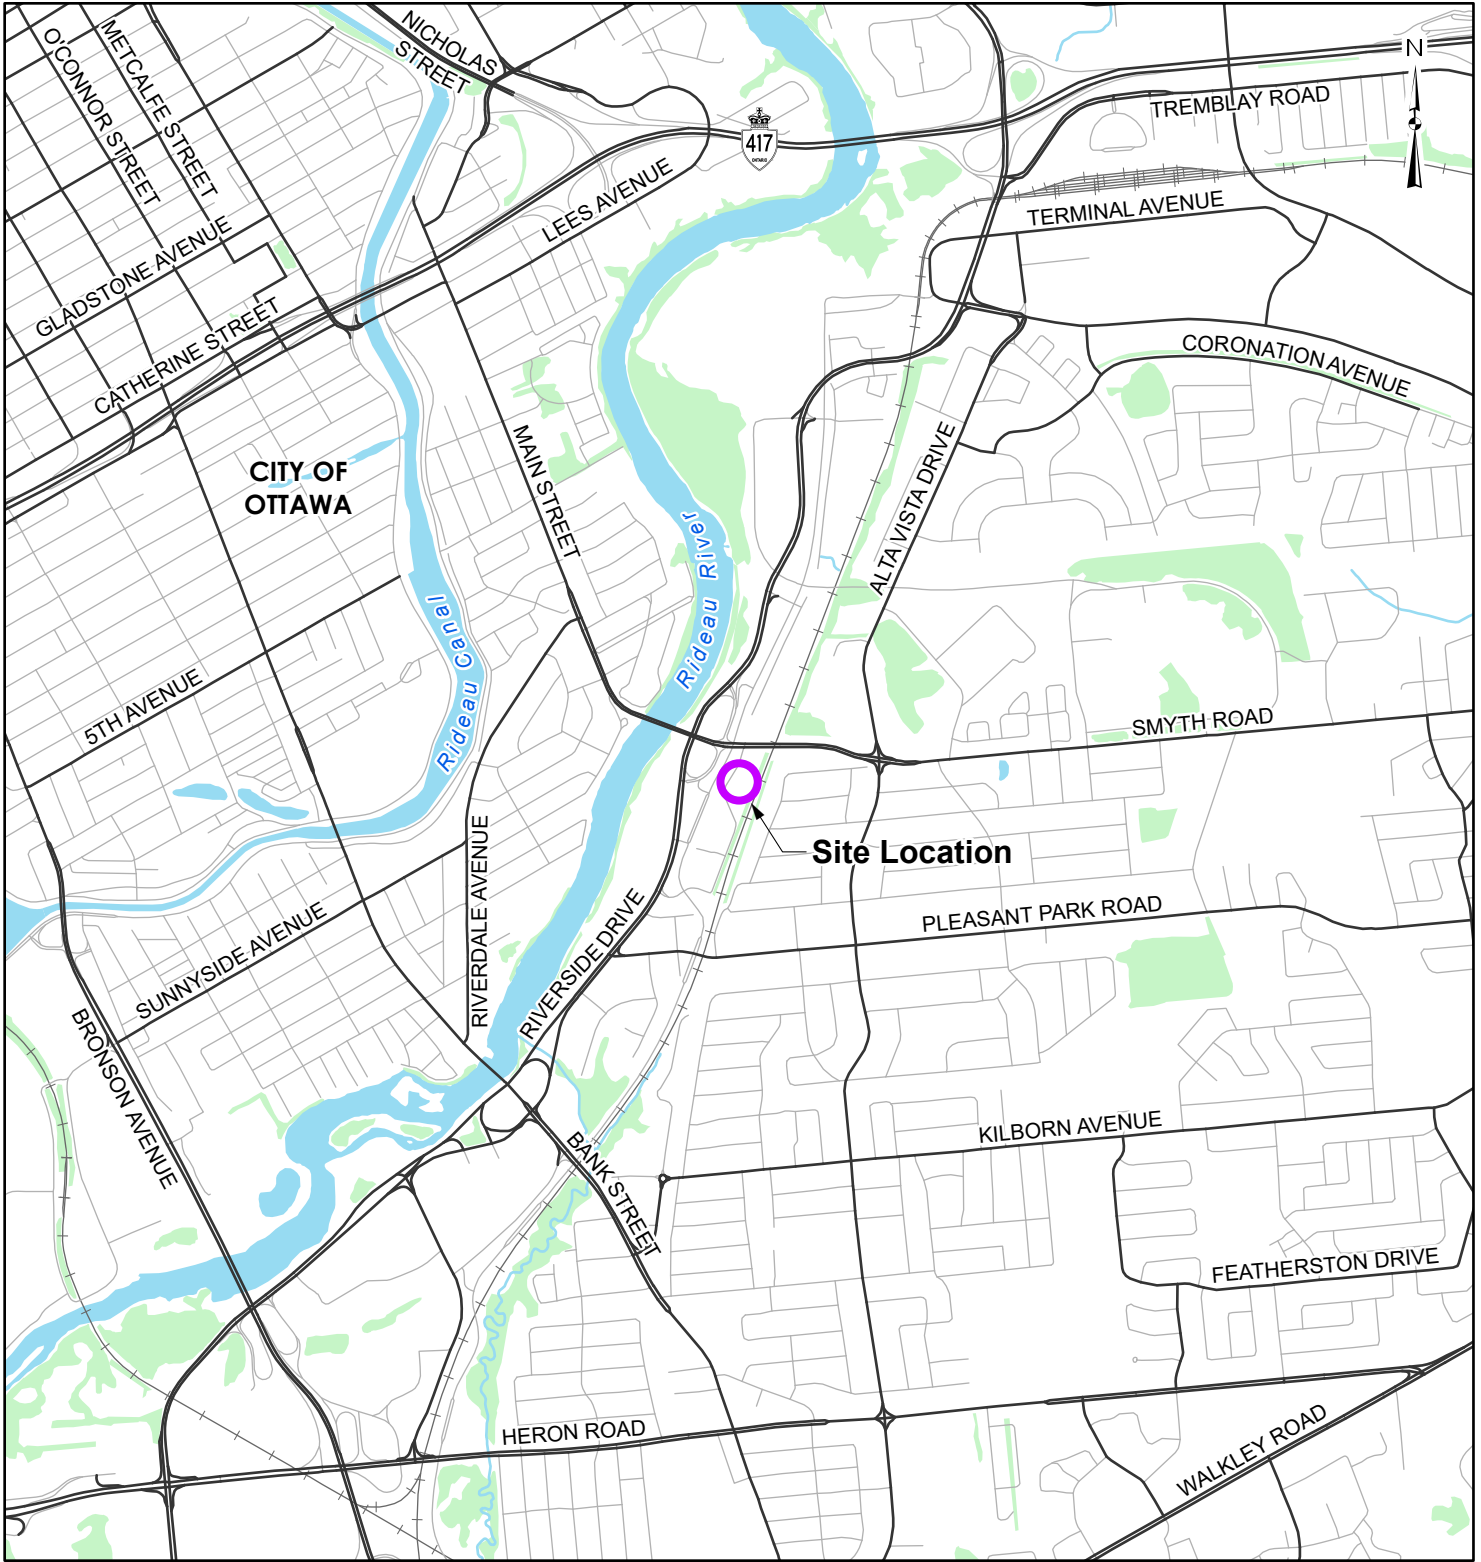 NICHOLAS
STREET
METCALFE STREET
O'CONNOR STREET
N
TREMBLAY ROAD
417
ONTARIO
LEES AVENUE
TERMINAL AVENUE
GLADSTONE AVENUE
CATHERINE STREET
CORONATION AVENUE
CITY OF
OTTAWA
MAIN STREET
ALTA VISTA DRIVE
Rideau River
Rideau Canal
5TH AVENUE
SMYTH ROAD
Site Location
RIVERDALE AVENUE
SUNNYSIDE AVENUE
RIVERSIDE DRIVE
PLEASANT PARK ROAD
BRONSON AVENUE
KILBORN AVENUE
BANK STREET
FEATHERSTON DRIVE
HERON ROAD
WALKLEY ROAD